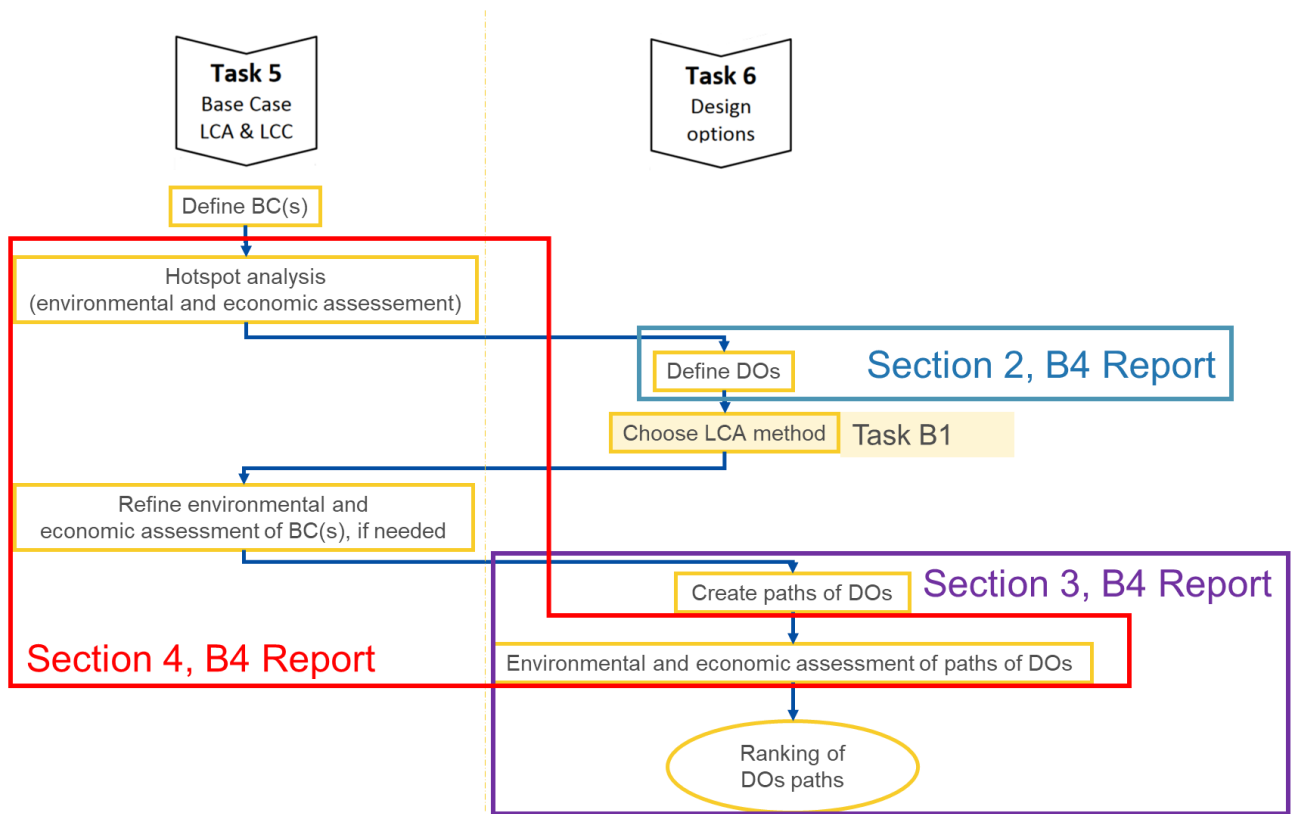 Task 5
Base Case
LCA & LCC
Task 6
Design
options
Define BC(s)
Hotspot analysis
(environmental and economic assessement)
Define DOs
Section 2, B4 Report
Choose LCA method
Task B1
Refine environmental and
economic assessment of BC(s), if needed
Create paths of DOs
Section 3, B4 Report
Section 4, B4 Report
Environmental and economic assessment of paths of DOs
Ranking of
DOs paths